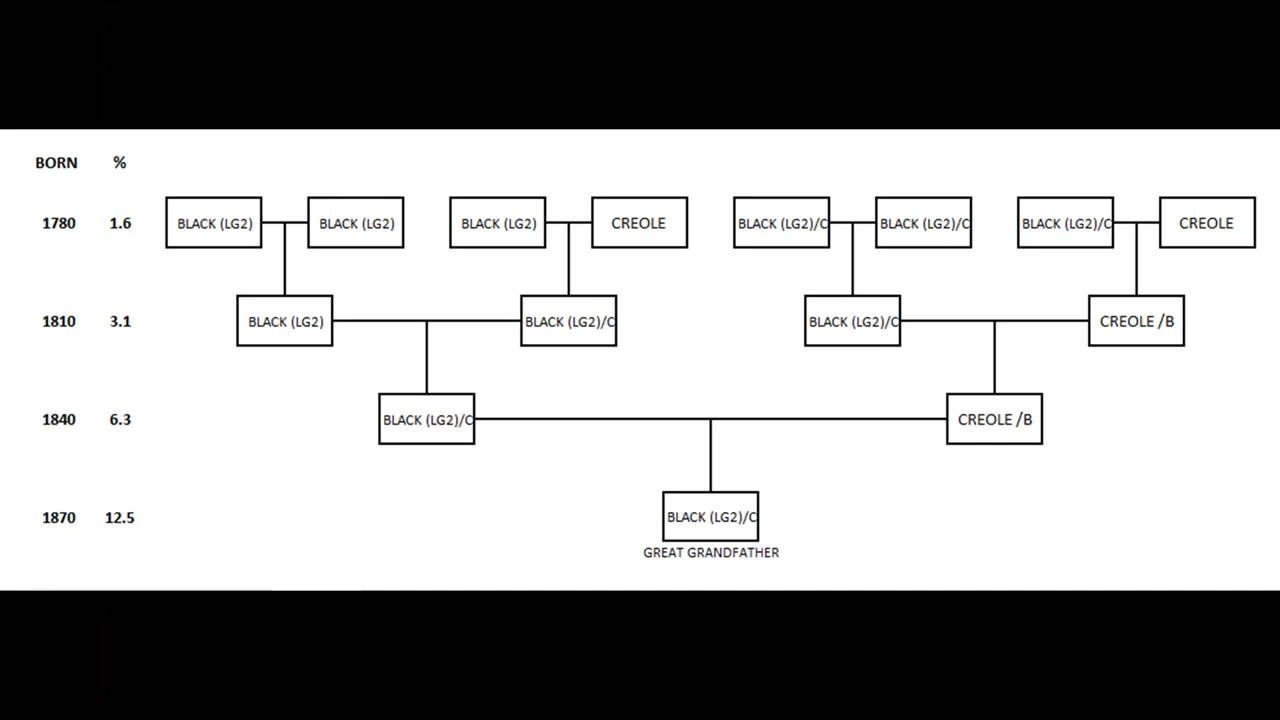 BORN %
1780 1.6 BLACK (LG2) BLACK (LG2) BLACK (LG2) CREOLE BLACK (LG2)/C BLACK (LG2)/C BLACK (LG2)/C CREOLE
1810 3.1 BLACK (LG2) BLACK (LG2)/C BLACK (LG2)/C CREOLE /B
1840 6.3 BLACK (LG2)/C CREOLE /B
1870 12.5 BLACK (LG2)/C
GREAT GRANDFATHER